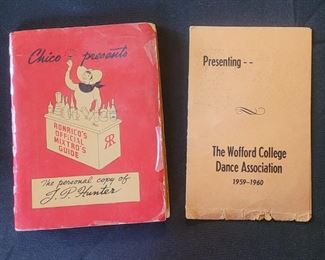 Chico -- presents
RONRICO'S
OFFICIAL
MIXTRO'S
GUIDE
RR
The personal copy of
J. P. Hunter
Presenting --
The Wofford College
Dance Association
1959-1960